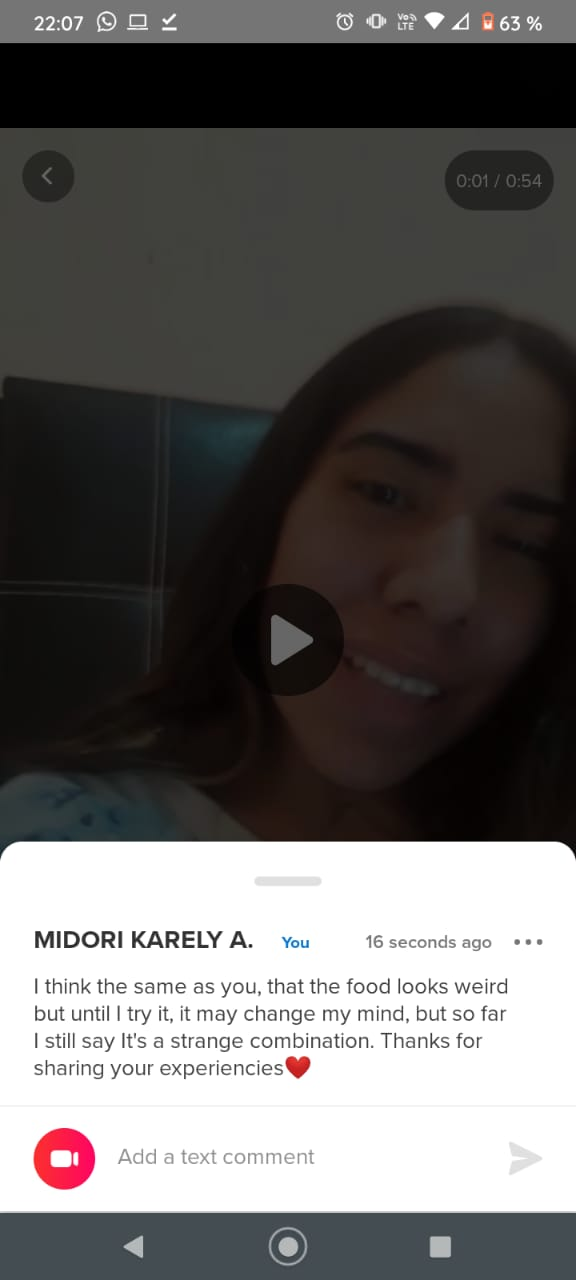 22:07 Vo LTE 63 %
0:01 / 0:54
MIDORI KARELY A. You 16 seconds ago
I think the same as you, that the food looks weird
but until I try it, it may change my mind, but so far
I still say It's a strange combination. Thanks for
sharing your experiencies❤️
Add a text comment